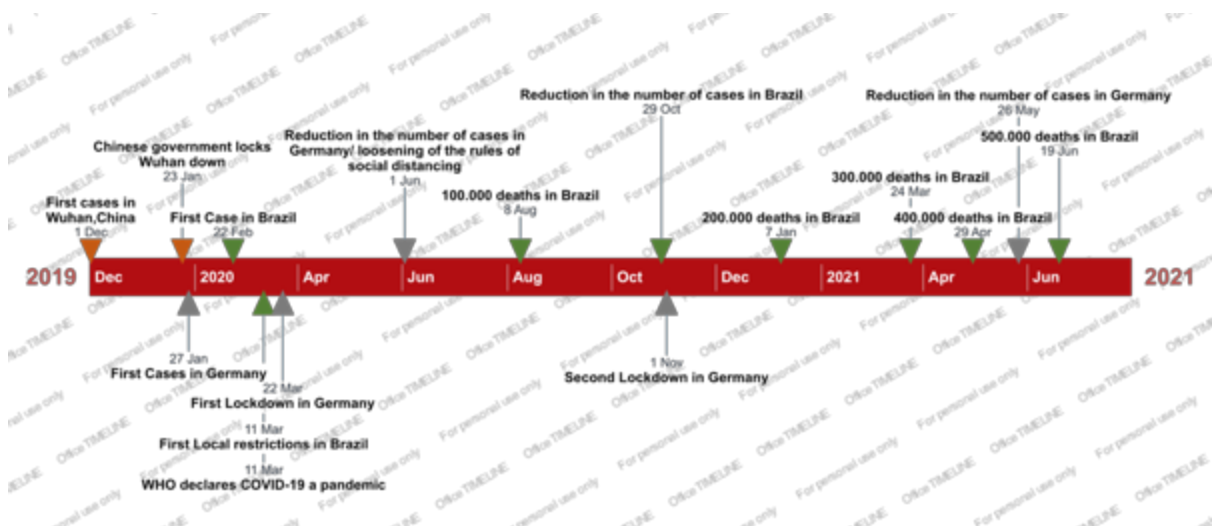 Reduction in the number of cases in Brazil
29 Oct
Reduction in the number of cases in Germany
26 May
Chinese government locks
Wuhan down
23 Jan
Reduction in the number of cases in
Germany/ loosening of the rules of
social distancing
1 Jun
500.000 deaths in Brazil
19 Jun
300.000 deaths in Brazil
24 Mar
First cases in
Wuhan,China
1 Dec
First Case in Brazil
22 Feb
100.000 deaths in Brazil
8 Aug
200.000 deaths in Brazil
7 Jan
400.000 deaths in Brazil
29 Apr
2019
Dec
2020
Apr
Jun
Aug
Oct
Dec
2021
Apr
Jun
2021
27 Jan
First Cases in Germany
22 Mar
First Lockdown in Germany
11 Mar
First Local restrictions in Brazil
11 Mar
WHO declares COVID-19 a pandemic
1 Nov
Second Lockdown in Germany
Office TIMELINE
For personal use only